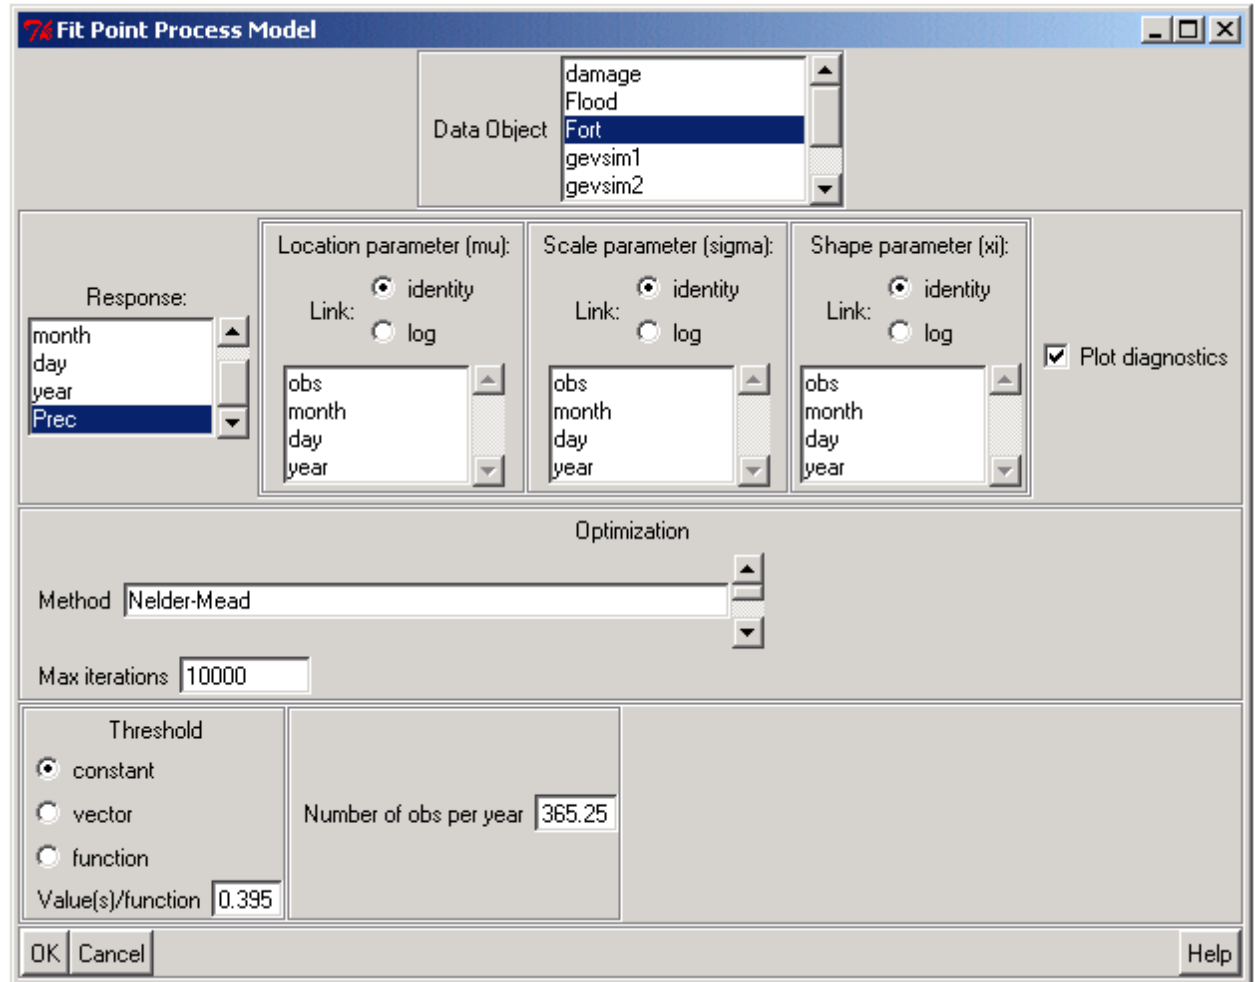 Fit Point Process Model
Data Object
damage
Flood
Fort
gevsim1
gevsim2
Response:
month
day
year
Prec
Location parameter (mu):
Link:
identity
log
obs
month
day
year
Scale parameter (sigma):
Link:
identity
log
obs
month
day
year
Shape parameter (xi):
Link:
identity
log
obs
month
day
year
Plot diagnostics
Optimization
Method Nelder-Mead
Max iterations 10000
Threshold
constant
vector
function
Value(s)/function 0.395
Number of obs per year 365.25
OK Cancel Help